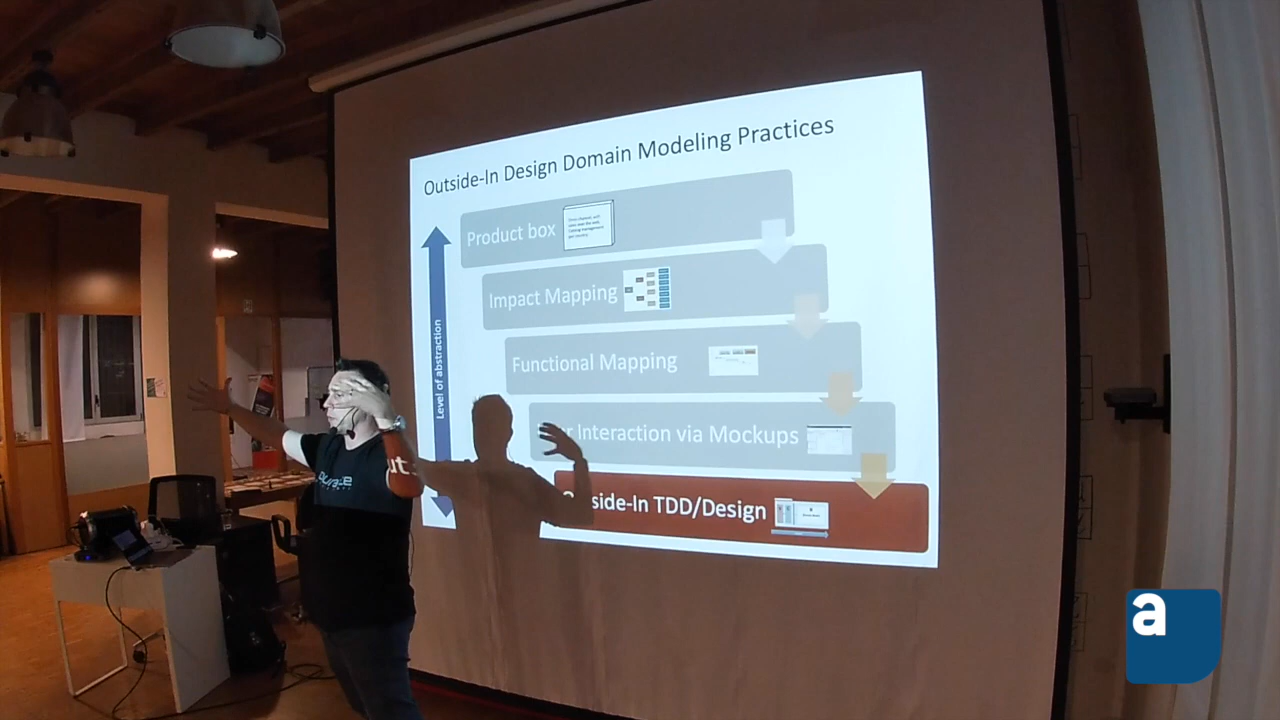 Outside-In Design Domain Modeling Practices
Product box
Impact Mapping
Functional Mapping
Interaction via Mockups
Outside-In TDD/Design
Level of abstraction
a